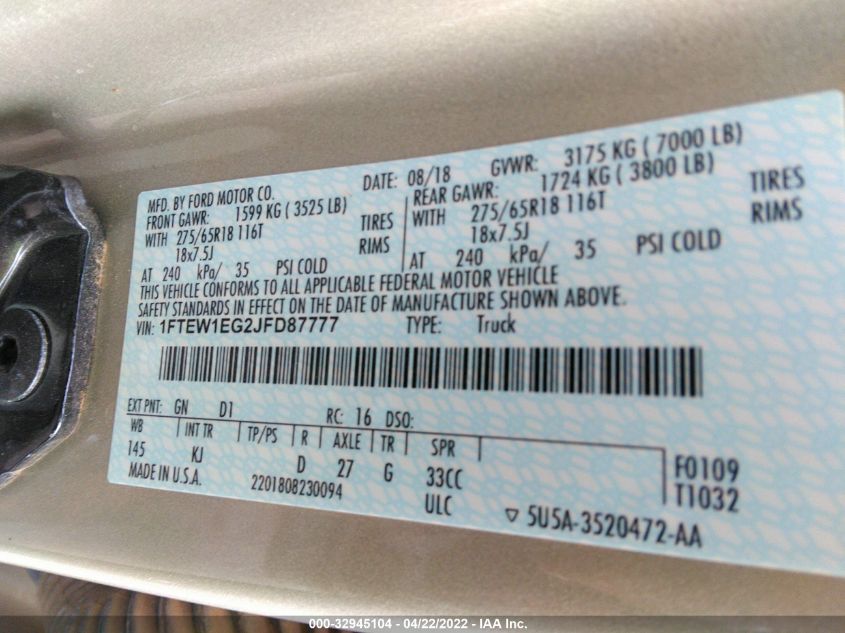 MFD. BY FORD MOTOR CO.
DATE: 08/18 GVWR: 3175 KG ( 7000 LB)
FRONT GAWR: 1599 KG ( 3525 LB)
REAR GAWR: 1724 KG ( 3800 LB)
WITH 275/65R18 116T TIRES
WITH 275/65R18 116T TIRES
18x7.5J RIMS
18x7.5J RIMS
AT 240 kPa/ 35 PSI COLD
AT 240 kPa/ 35 PSI COLD
THIS VEHICLE CONFORMS TO ALL APPLICABLE FEDERAL MOTOR VEHICLE
SAFETY STANDARDS IN EFFECT ON THE DATE OF MANUFACTURE SHOWN ABOVE.
VIN: 1FTEW1EG2JFD87777 TYPE: Truck
EXT PNT: GN D1 RC: 16 DSO:
WB INT TR TP/PS R AXLE TR SPR
145 KJ D 27 G 33CC F0109
MADE IN U.S.A. 2201808230094 ULC T1032
▽ 5U5A-3520472-AA
000-32945104 - 04/22/2022 - IAA Inc.